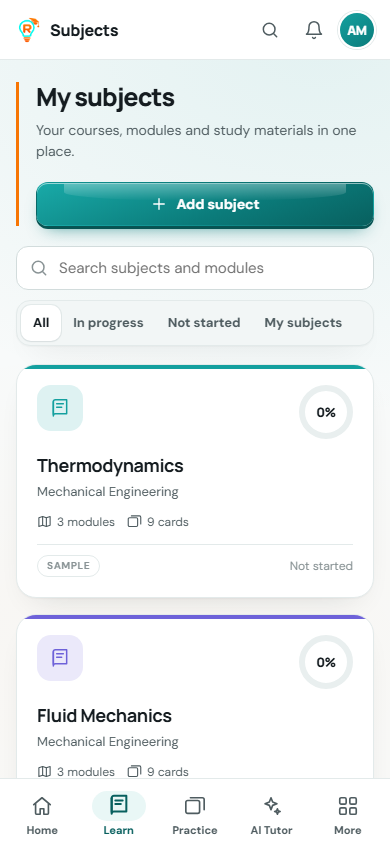 Subjects
AM
My subjects
Your courses, modules and study materials in one
place.
+ Add subject
Search subjects and modules
All In progress Not started My subjects
0%
Thermodynamics
Mechanical Engineering
3 modules 9 cards
SAMPLE Not started
0%
Fluid Mechanics
Mechanical Engineering
3 modules 9 cards
Home Learn Practice AI Tutor More